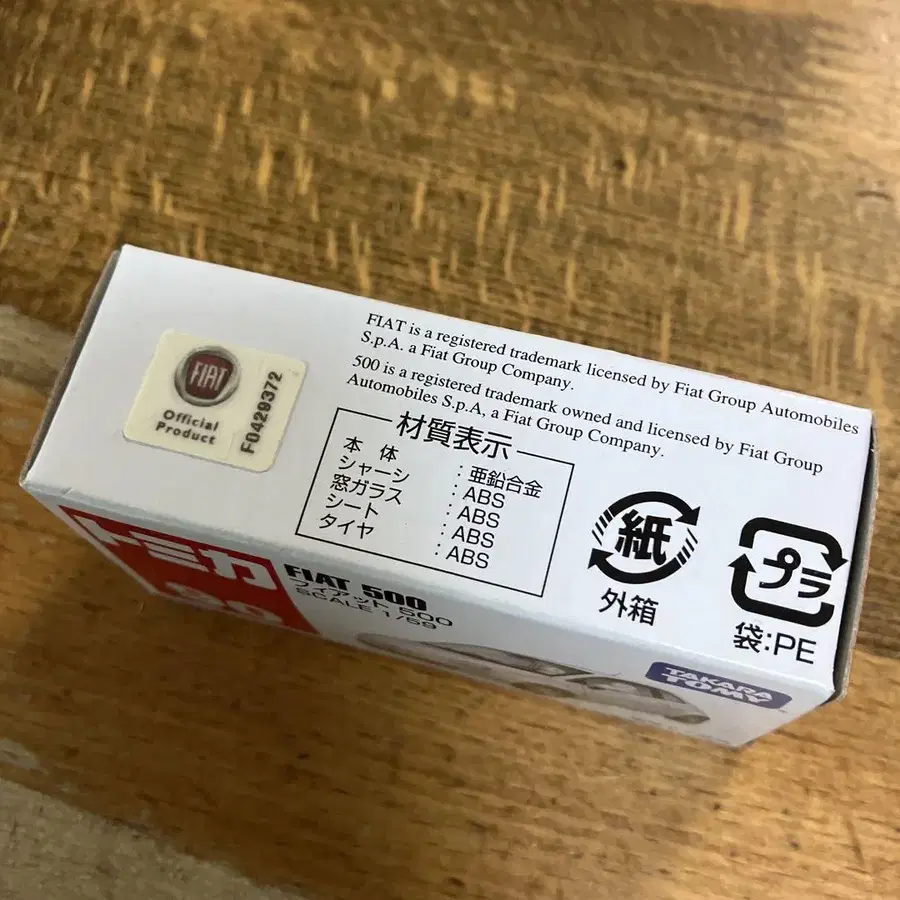 FIAT
Official
Product
F0429372
FIAT is a registered trademark licensed by Fiat Group Automobiles
S.p.A. a Fiat Group Company.
500 is a registered trademark owned and licensed by Fiat Group
Automobiles S.p.A, a Fiat Group Company.
材質表示
本体 : 亜鉛合金
シャーシ : ABS
窓ガラス : ABS
シート : ABS
タイヤ : ABS
紙
外箱
プラ
袋:PE
トミカ
FIAT 500
フィアット 500
SCALE 1/59
TAKARA
TOMY